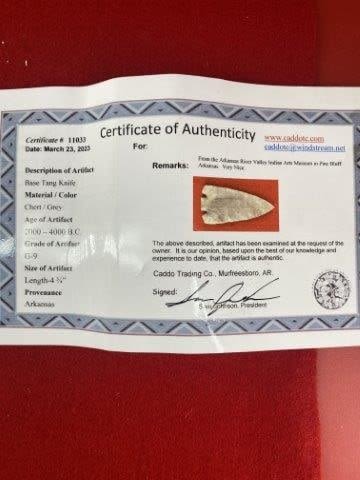 Certificate # 11033
Date: March 23, 2023
Certificate of Authenticity
For:
www.caddotc.com
caddotc@windstream.net
Description of Artifact
Base Tang Knife
Material / Color
Chert / Grey
Age of Artifact
2000 – 4000 B.C.
Grade of Artifact
G-9
Size of Artifact
Length-4 ¾"
Provenance
Arkansas
Remarks:
From the Arkansas River Valley Indian Arts Museum in Pine Bluff
Arkansas. Very Nice.
The above described, artifact has been examined at the request of the
owner. It is our opinion, based upon the best of our knowledge and
experience to date, that the artifact is authentic.
Caddo Trading Co., Murfreesboro, AR.
Signed:
Johnson, President